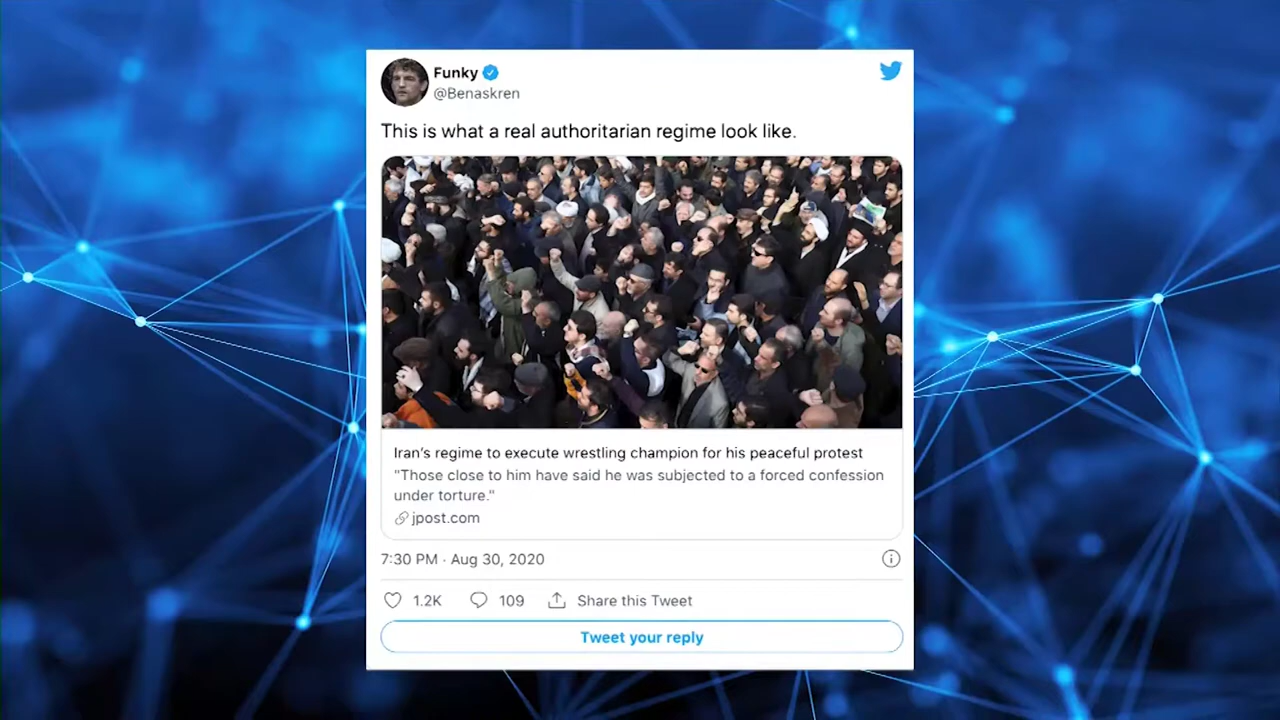 Funky
@Benaskren
This is what a real authoritarian regime look like.
Iran's regime to execute wrestling champion for his peaceful protest
"Those close to him have said he was subjected to a forced confession
under torture."
jpost.com
7:30 PM · Aug 30, 2020
1.2K 109 Share this Tweet
Tweet your reply